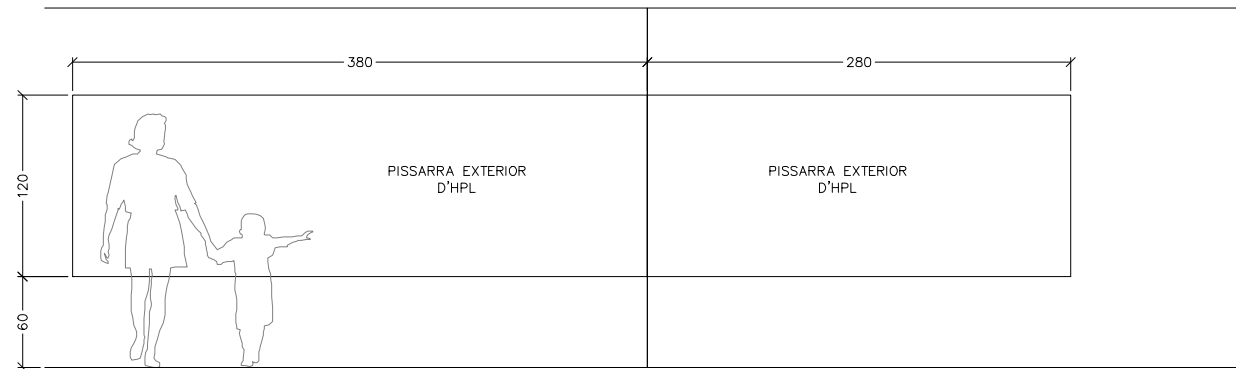 380
280
PISSARRA EXTERIOR
D'HPL
PISSARRA EXTERIOR
D'HPL
120
60